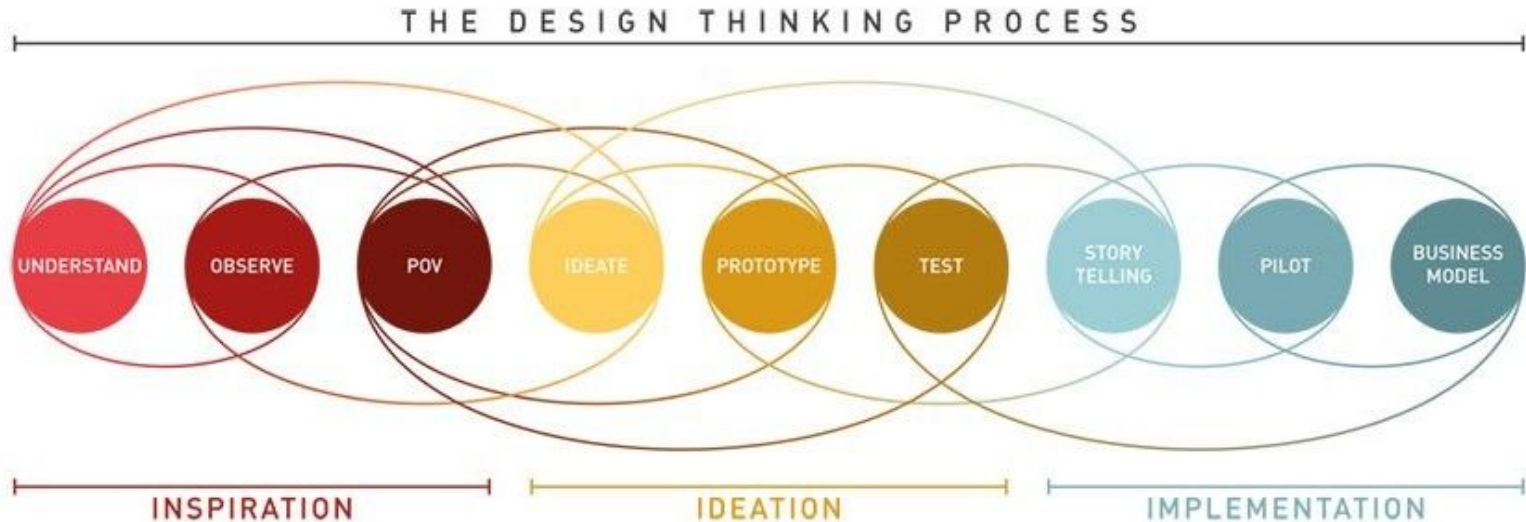 THE DESIGN THINKING PROCESS
UNDERSTAND
OBSERVE
POV
IDEATE
PROTOTYPE
TEST
STORY
TELLING
PILOT
BUSINESS
MODEL
INSPIRATION
IDEATION
IMPLEMENTATION